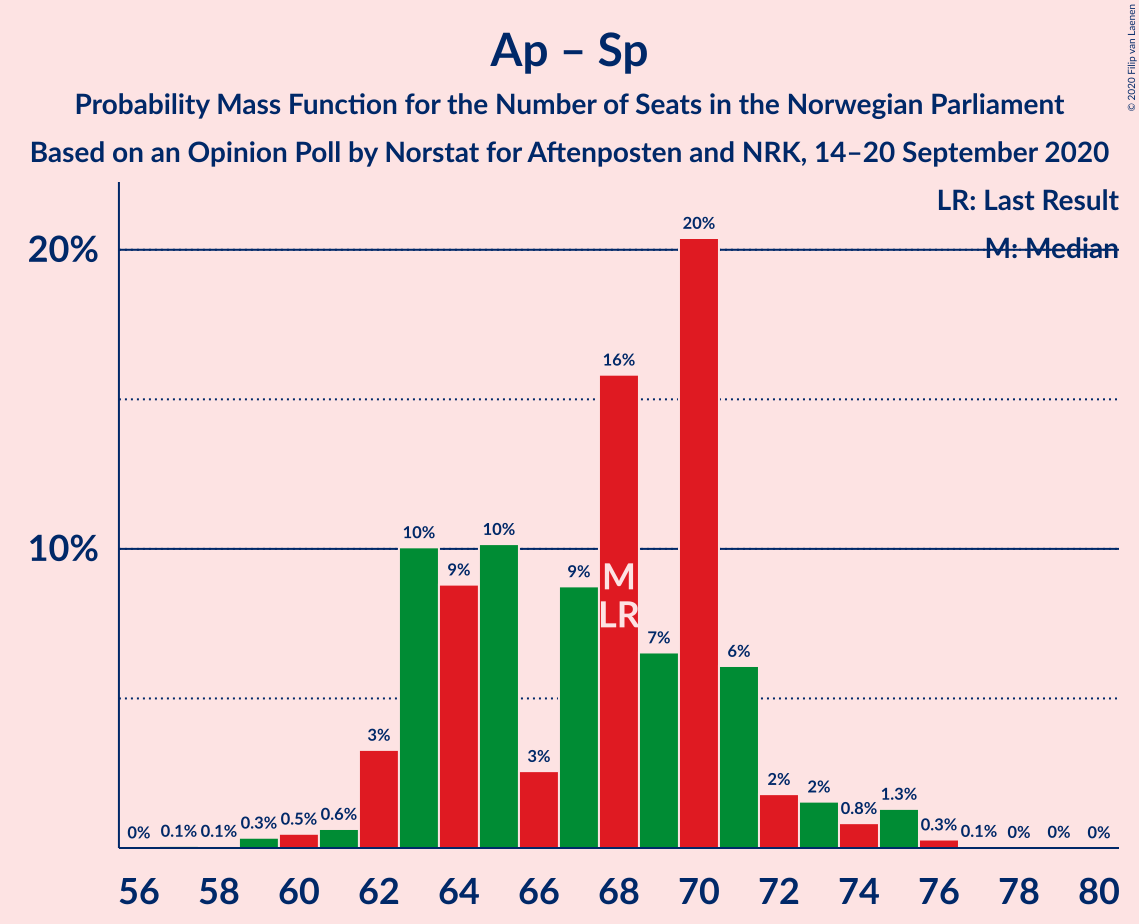 Ap – Sp
Probability Mass Function for the Number of Seats in the Norwegian Parliament
Based on an Opinion Poll by Norstat for Aftenposten and NRK, 14–20 September 2020
© 2020 Filip van Laenen
LR: Last Result
M: Median
20%
10%
0% 0.1% 0.1% 0.3% 0.5% 0.6% 3% 10% 9% 10% 3% 9% 16% 7% 20% 6% 2% 2% 0.8% 1.3% 0.3% 0.1% 0% 0% 0%
M
LR
56 58 60 62 64 66 68 70 72 74 76 78 80